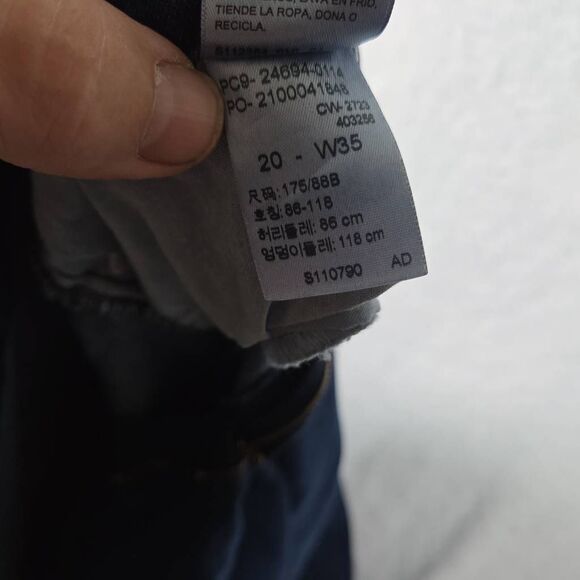 TIENDE LA ROPA, DONA O
RECICLA.
PC9- 24694-0114
PO- 2100041848
CW- 2723
403256
20 - W35
尺码:175/88B
호칭:86-118
허리둘레: 86 cm
엉덩이둘레: 118 cm
S110790 AD